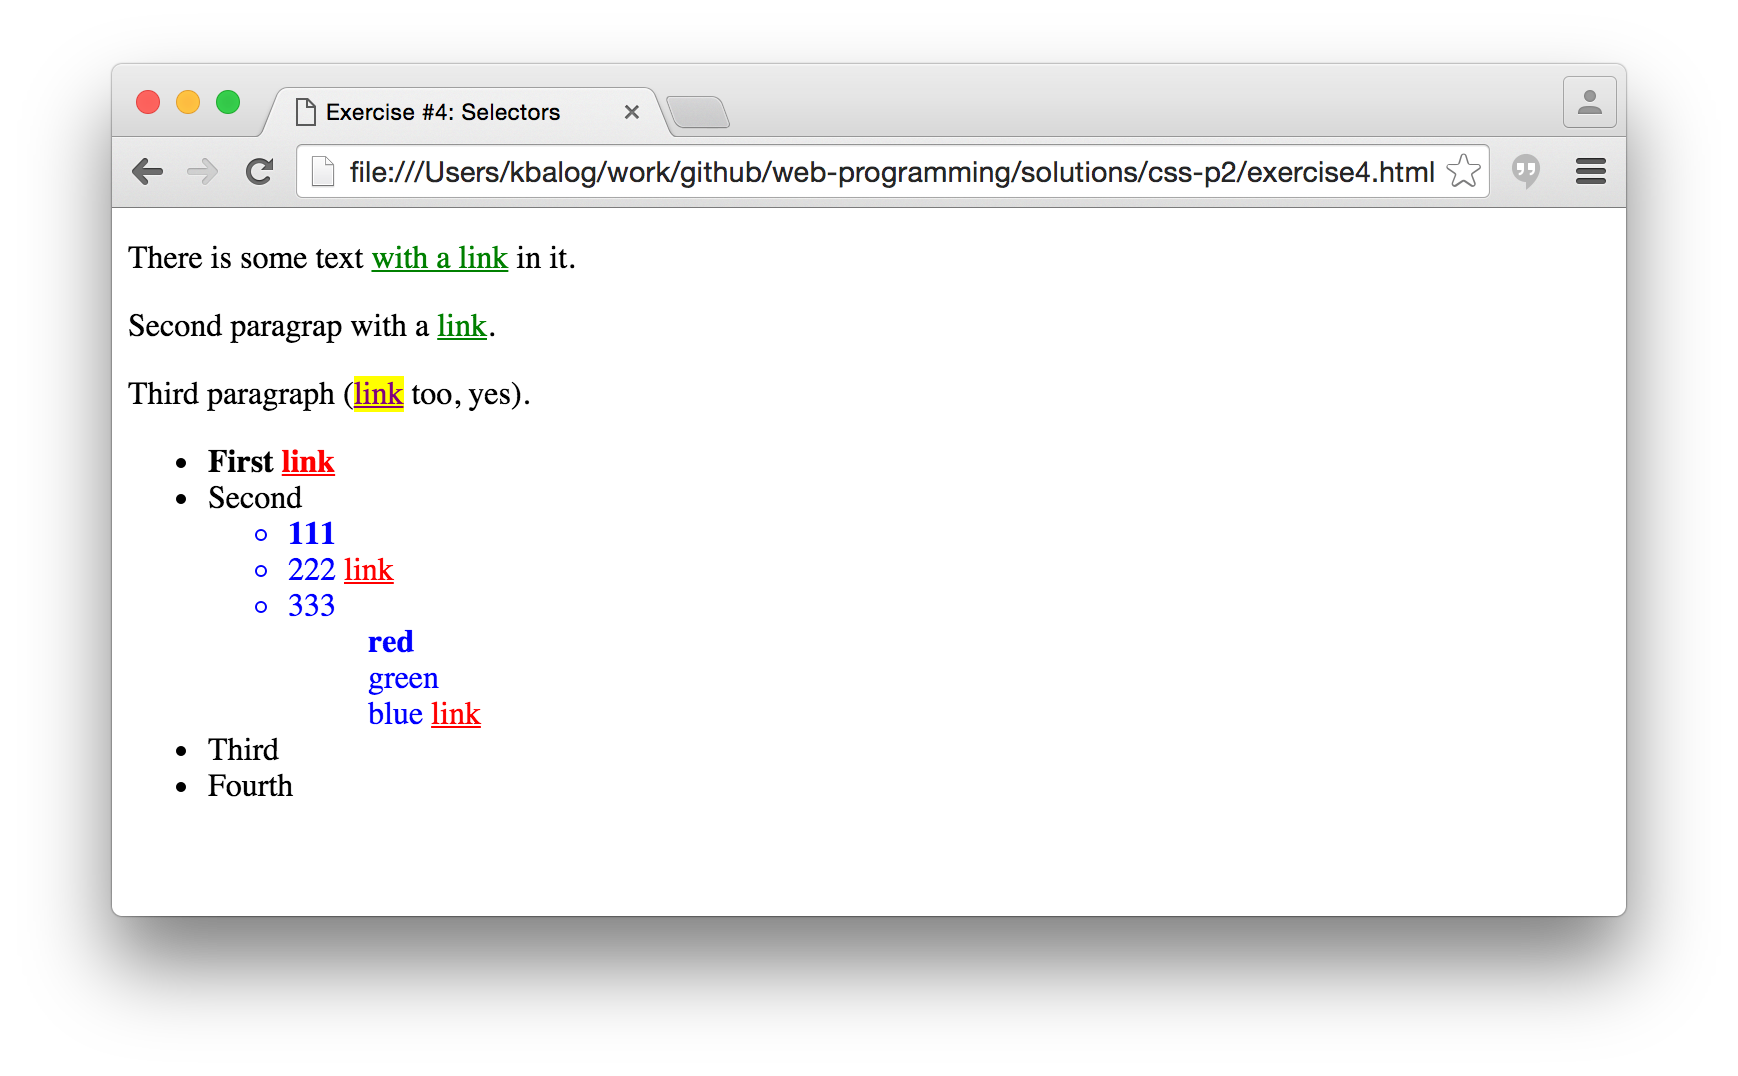 Exercise #4: Selectors
file:///Users/kbalog/work/github/web-programming/solutions/css-p2/exercise4.html
There is some text with a link in it.
Second paragrap with a link.
Third paragraph (link too, yes).
First link
Second
111
222 link
333
red
green
blue link
Third
Fourth